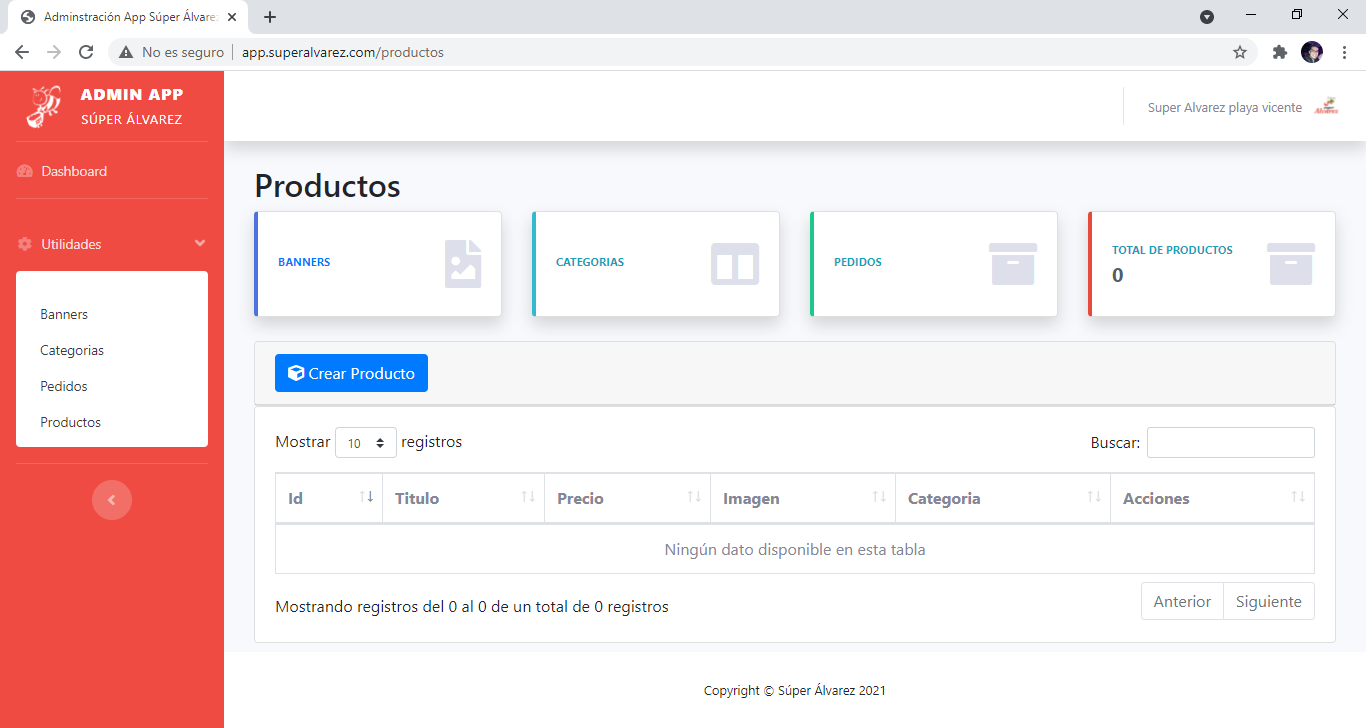 Adminstración App Súper Álvare
No es seguro
app.superalvarez.com/productos
ADMIN APP
SÚPER ÁLVAREZ
Super Alvarez playa vicente
Dashboard
Utilidades
Banners
Categorias
Pedidos
Productos
Productos
BANNERS
CATEGORIAS
PEDIDOS
TOTAL DE PRODUCTOS
0
Crear Producto
Mostrar 10 registros
Buscar:
Id Titulo Precio Imagen Categoria Acciones
Ningún dato disponible en esta tabla
Mostrando registros del 0 al 0 de un total de 0 registros
Anterior Siguiente
Copyright © Súper Álvarez 2021